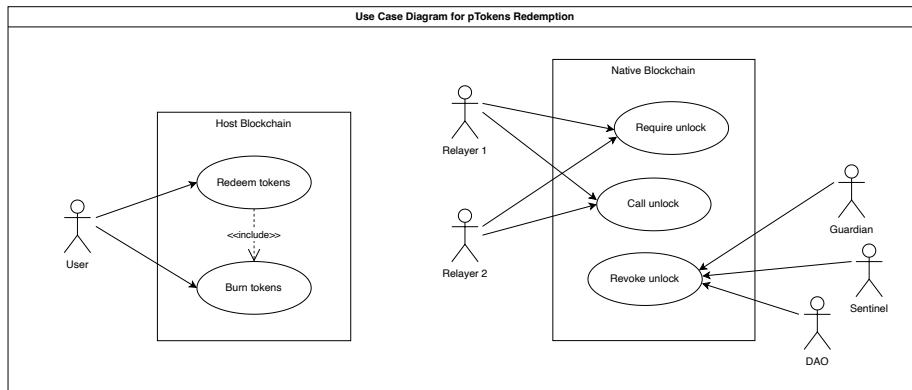 Use Case Diagram for pTokens Redemption
Host Blockchain
Redeem tokens
<<include>>
Burn tokens
User
Native Blockchain
Require unlock
Call unlock
Revoke unlock
Relayer 1
Relayer 2
Guardian
Sentinel
DAO